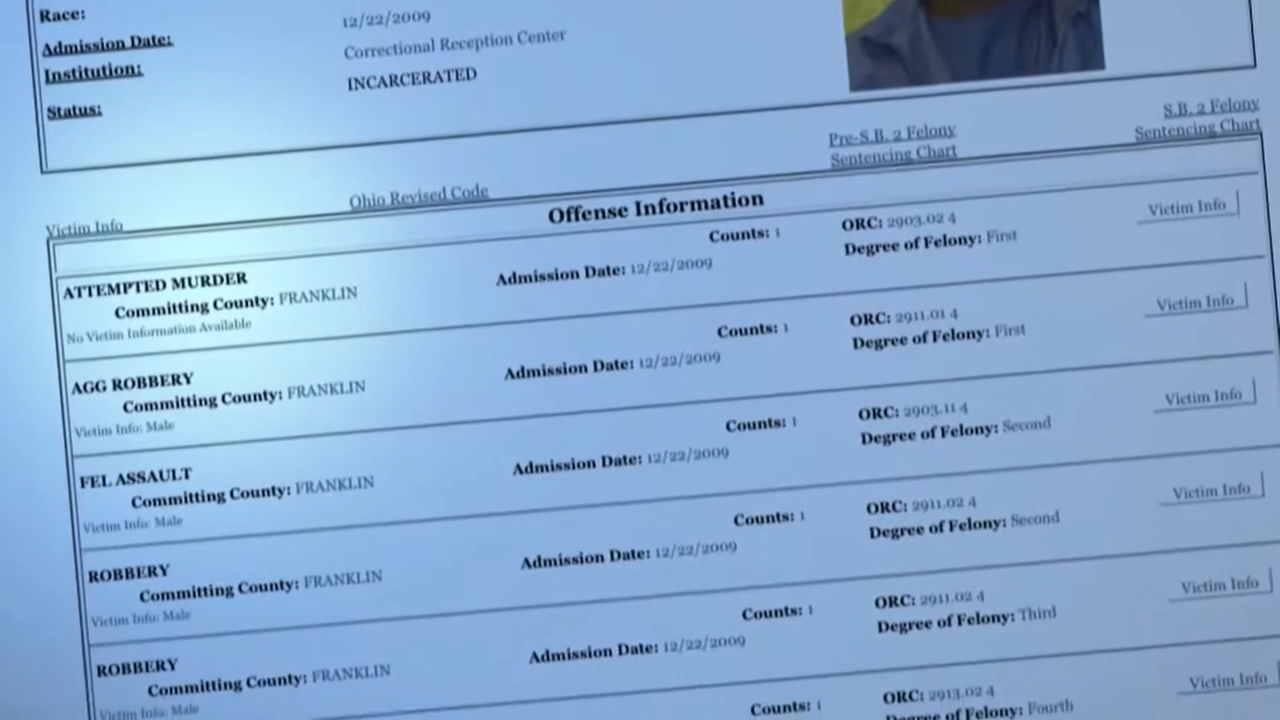 Race:
Admission Date: 12/22/2009
Institution: Correctional Reception Center
Status: INCARCERATED
Pre-S.B. 2 Felony
Sentencing Chart
S.B. 2 Felony
Sentencing Chart
Victim Info
Ohio Revised Code
Offense Information
ATTEMPTED MURDER
Counts: 1
ORC: 2903.02 4
Victim Info
Committing County: FRANKLIN
Admission Date: 12/22/2009
Degree of Felony: First
No Victim Information Available
AGG ROBBERY
Counts: 1
ORC: 2911.01 4
Victim Info
Committing County: FRANKLIN
Admission Date: 12/22/2009
Degree of Felony: First
Victim Info: Male
FEL ASSAULT
Counts: 1
ORC: 2903.11 4
Victim Info
Committing County: FRANKLIN
Admission Date: 12/22/2009
Degree of Felony: Second
Victim Info: Male
ROBBERY
Counts: 1
ORC: 2911.02 4
Victim Info
Committing County: FRANKLIN
Admission Date: 12/22/2009
Degree of Felony: Second
Victim Info: Male
ROBBERY
Counts: 1
ORC: 2911.02 4
Victim Info
Committing County: FRANKLIN
Admission Date: 12/22/2009
Degree of Felony: Third
Victim Info: Male
Counts: 1
ORC: 2913.02 4
Victim Info
Degree of Felony: Fourth